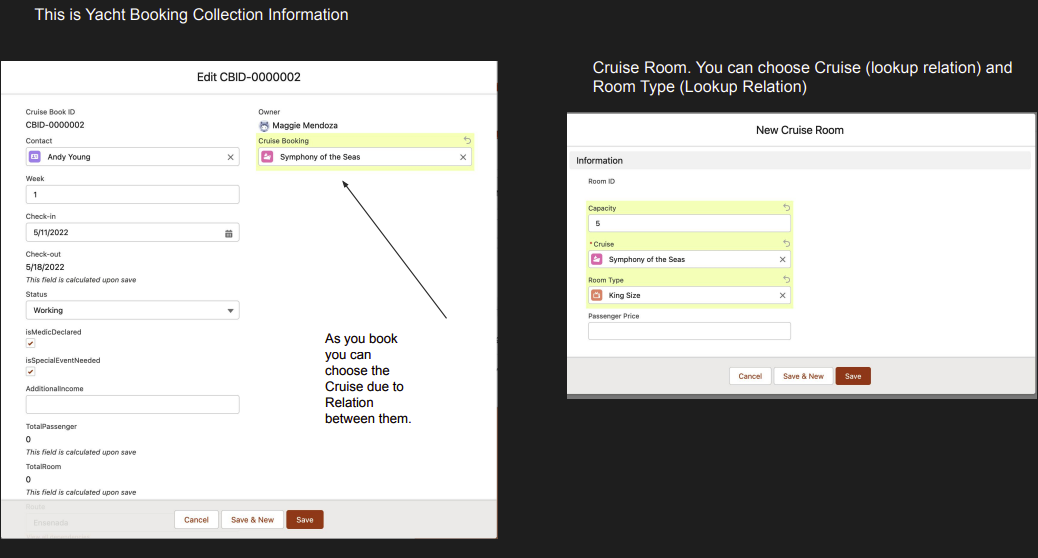 This is Yacht Booking Collection Information
Edit CBID-0000002
Cruise Book ID
CBID-0000002
Owner
Maggie Mendoza
Contact
Andy Young
Cruise Booking
Symphony of the Seas
Week
1
Check-in
5/11/2022
Check-out
5/18/2022
This field is calculated upon save
Status
Working
isMedicDeclared
isSpecialEventNeeded
AdditionalIncome
TotalPassenger
0
This field is calculated upon save
TotalRoom
0
This field is calculated upon save
Route
Ensenada
Cancel
Save & New
Save
As you book
you can
choose the
Cruise due to
Relation
between them.
Cruise Room. You can choose Cruise (lookup relation) and
Room Type (Lookup Relation)
New Cruise Room
Information
Room ID
Capacity
5
* Cruise
Symphony of the Seas
Room Type
King Size
Passenger Price
Cancel
Save & New
Save